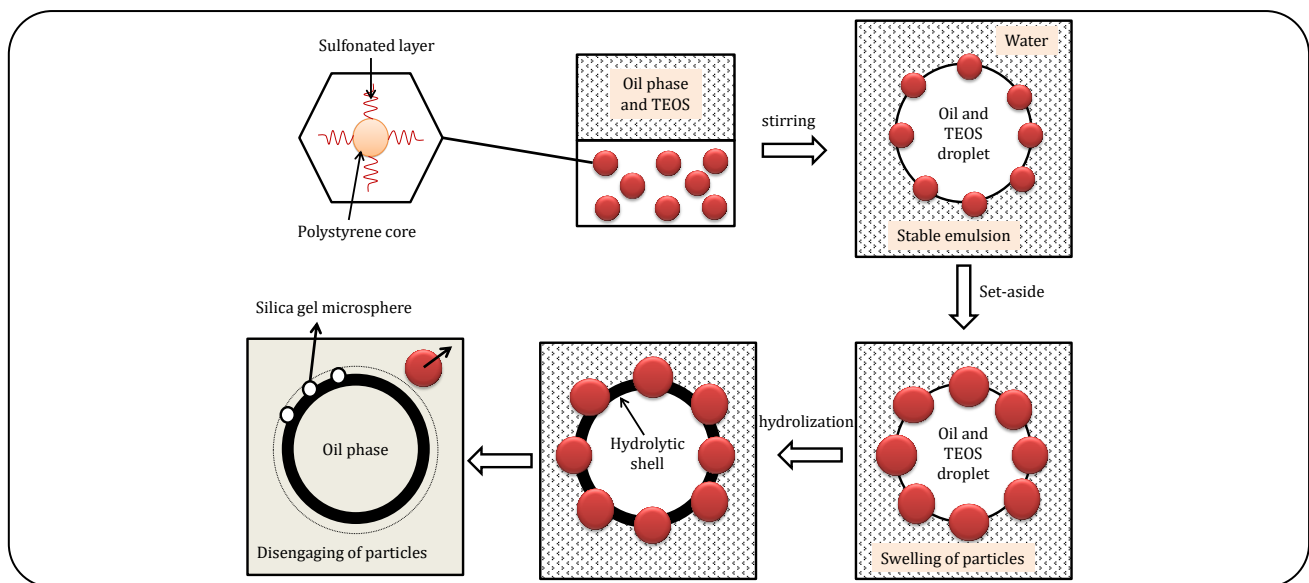 Sulfonated layer
Polystyrene core
Oil phase
and TEOS
stirring
Water
Oil and
TEOS
droplet
Stable emulsion
Set-aside
Oil and
TEOS
droplet
Swelling of particles
hydrolization
Hydrolytic
shell
Silica gel microsphere
Oil phase
Disengaging of particles